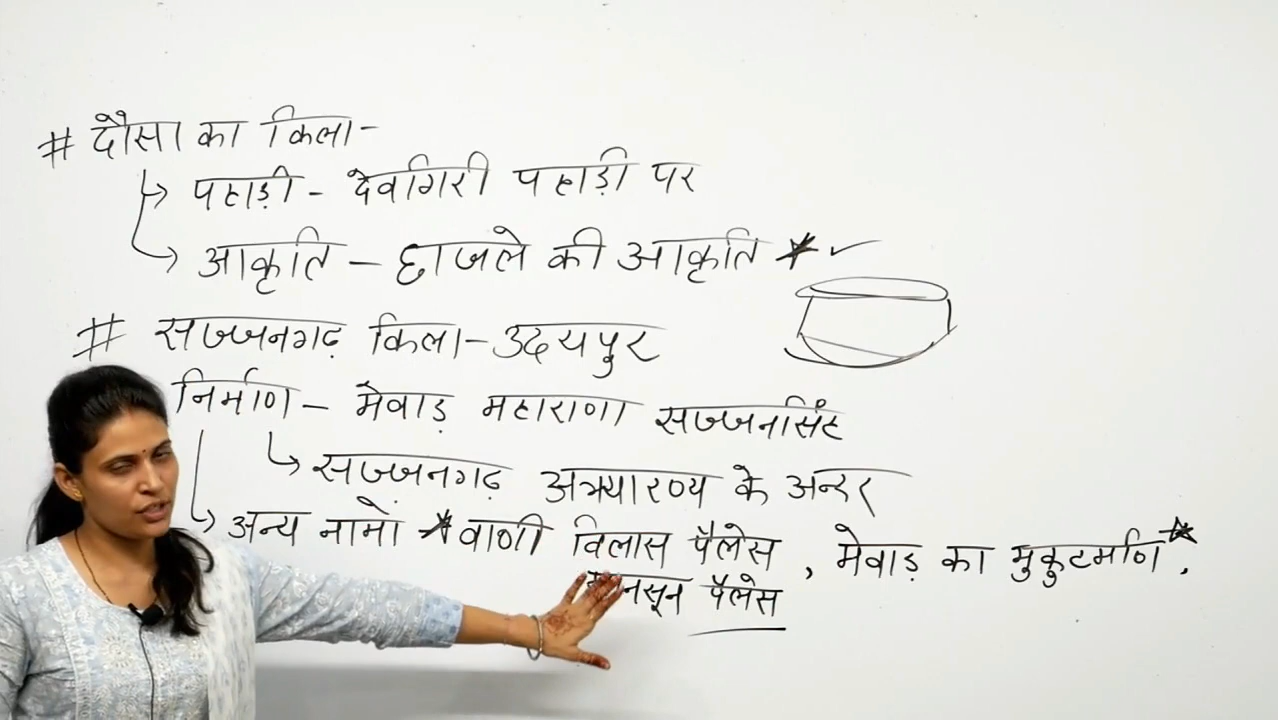 # दौसा का किला-
पहाड़ी - देवगिरी पहाड़ी पर
आकृति - छाजले की आकृति
# सज्जनगढ़ किला - उदयपुर
निर्माण - मेवाड़ महाराणा सज्जनसिंह
सज्जनगढ़ अभ्यारण्य के अन्दर
अन्य नामो वाणी विलास पैलेस , मेवाड़ का मुकुटमणि .
पैलेस